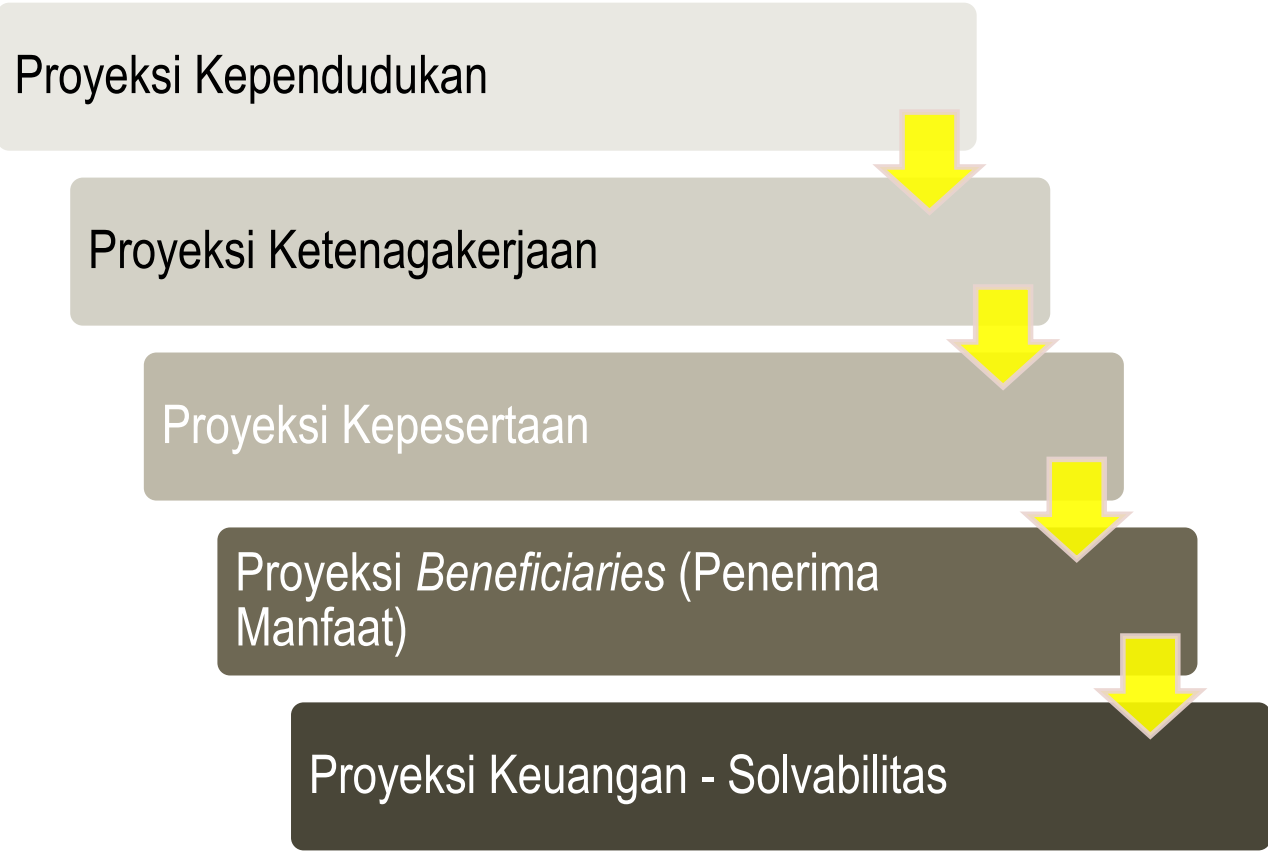 Proyeksi Kependudukan
Proyeksi Ketenagakerjaan
Proyeksi Kepesertaan
Proyeksi Beneficiaries (Penerima
Manfaat)
Proyeksi Keuangan - Solvabilitas